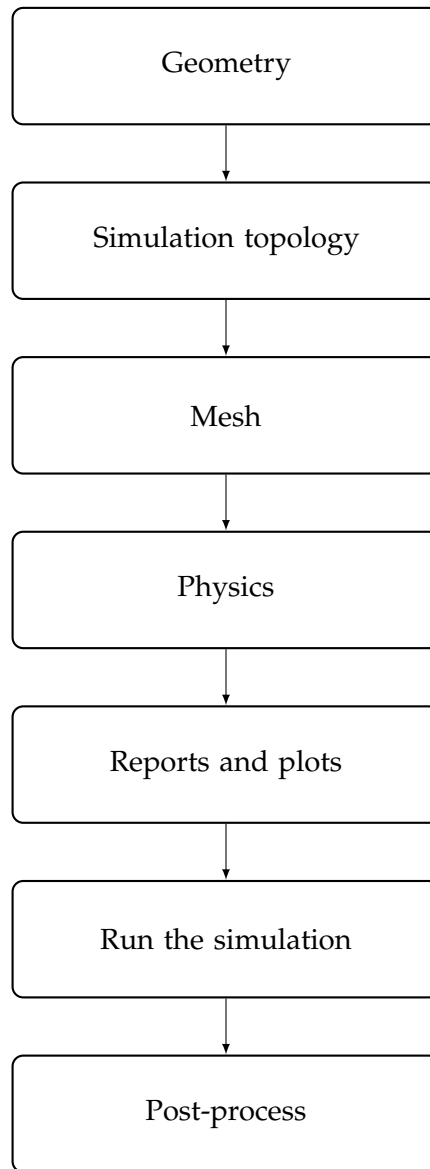 Geometry
Simulation topology
Mesh
Physics
Reports and plots
Run the simulation
Post-process